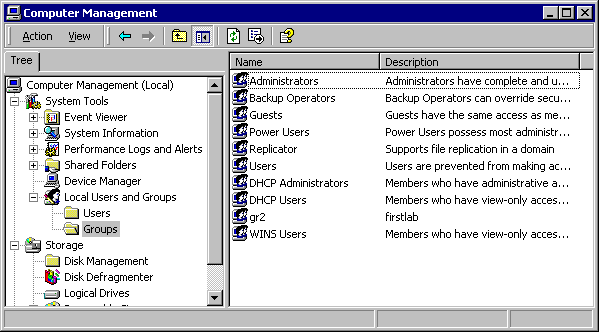 Computer Management
Action View
Tree
Computer Management (Local)
System Tools
Event Viewer
System Information
Performance Logs and Alerts
Shared Folders
Device Manager
Local Users and Groups
Users
Groups
Storage
Disk Management
Disk Defragmenter
Logical Drives
Name Description
Administrators Administrators have complete and u...
Backup Operators Backup Operators can override secu...
Guests Guests have the same access as me...
Power Users Power Users possess most administr...
Replicator Supports file replication in a domain
Users Users are prevented from making ac...
DHCP Administrators Members who have administrative a...
DHCP Users Members who have view-only acces...
gr2 firstlab
WINS Users Members who have view-only acces...